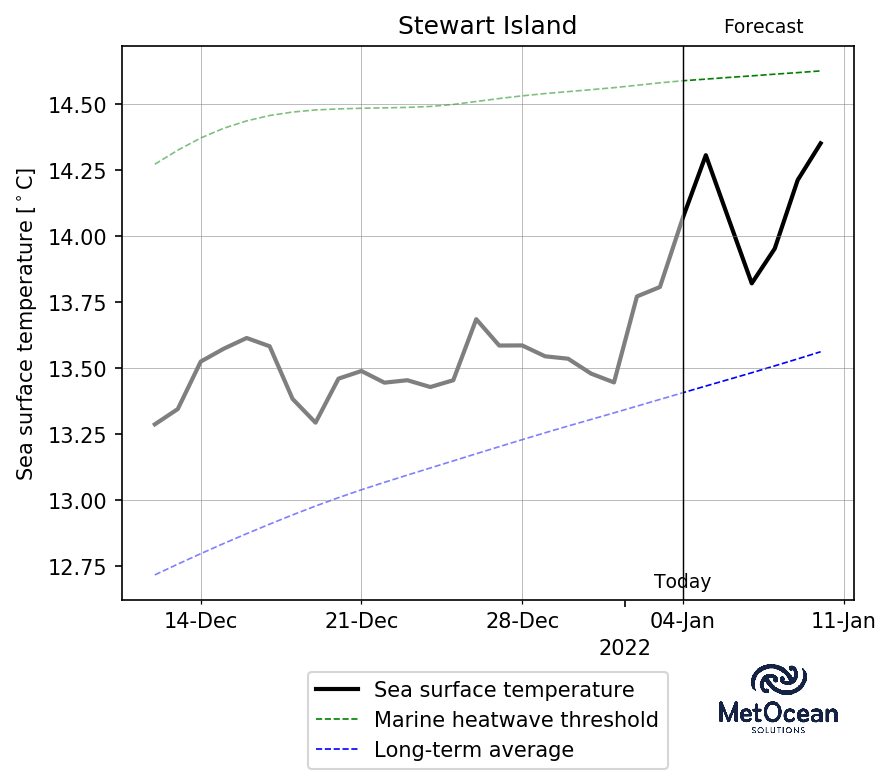 Stewart Island
Forecast
Sea surface temperature [°C]
14.50
14.25
14.00
13.75
13.50
13.25
13.00
12.75
Today
14-Dec
21-Dec
28-Dec
04-Jan
11-Jan
2022
Sea surface temperature
Marine heatwave threshold
Long-term average
MetOcean
SOLUTIONS